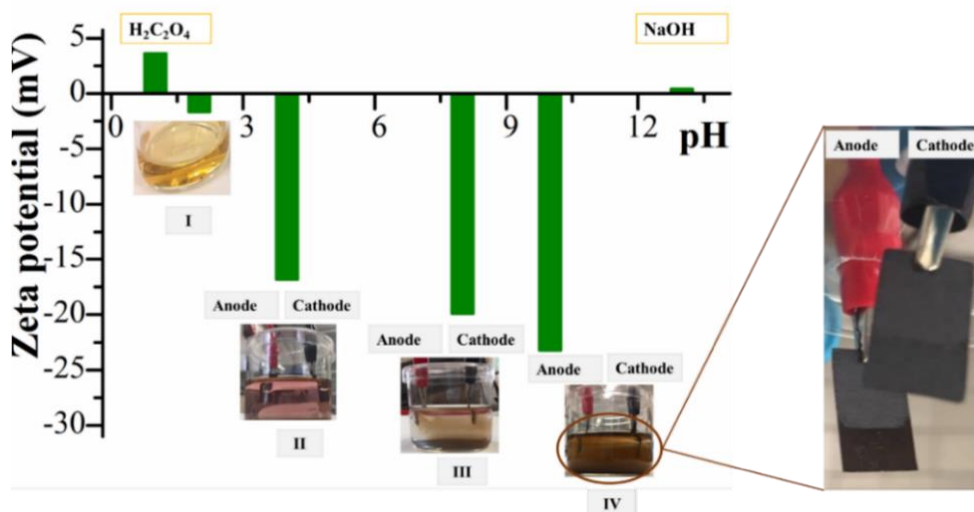 H₂C₂O₄
NaOH
Zeta potential (mV)
5
0
-5
-10
-15
-20
-25
-30
0
3
6
9
12
pH
I
Anode Cathode
II
Anode Cathode
III
Anode Cathode
IV
Anode Cathode